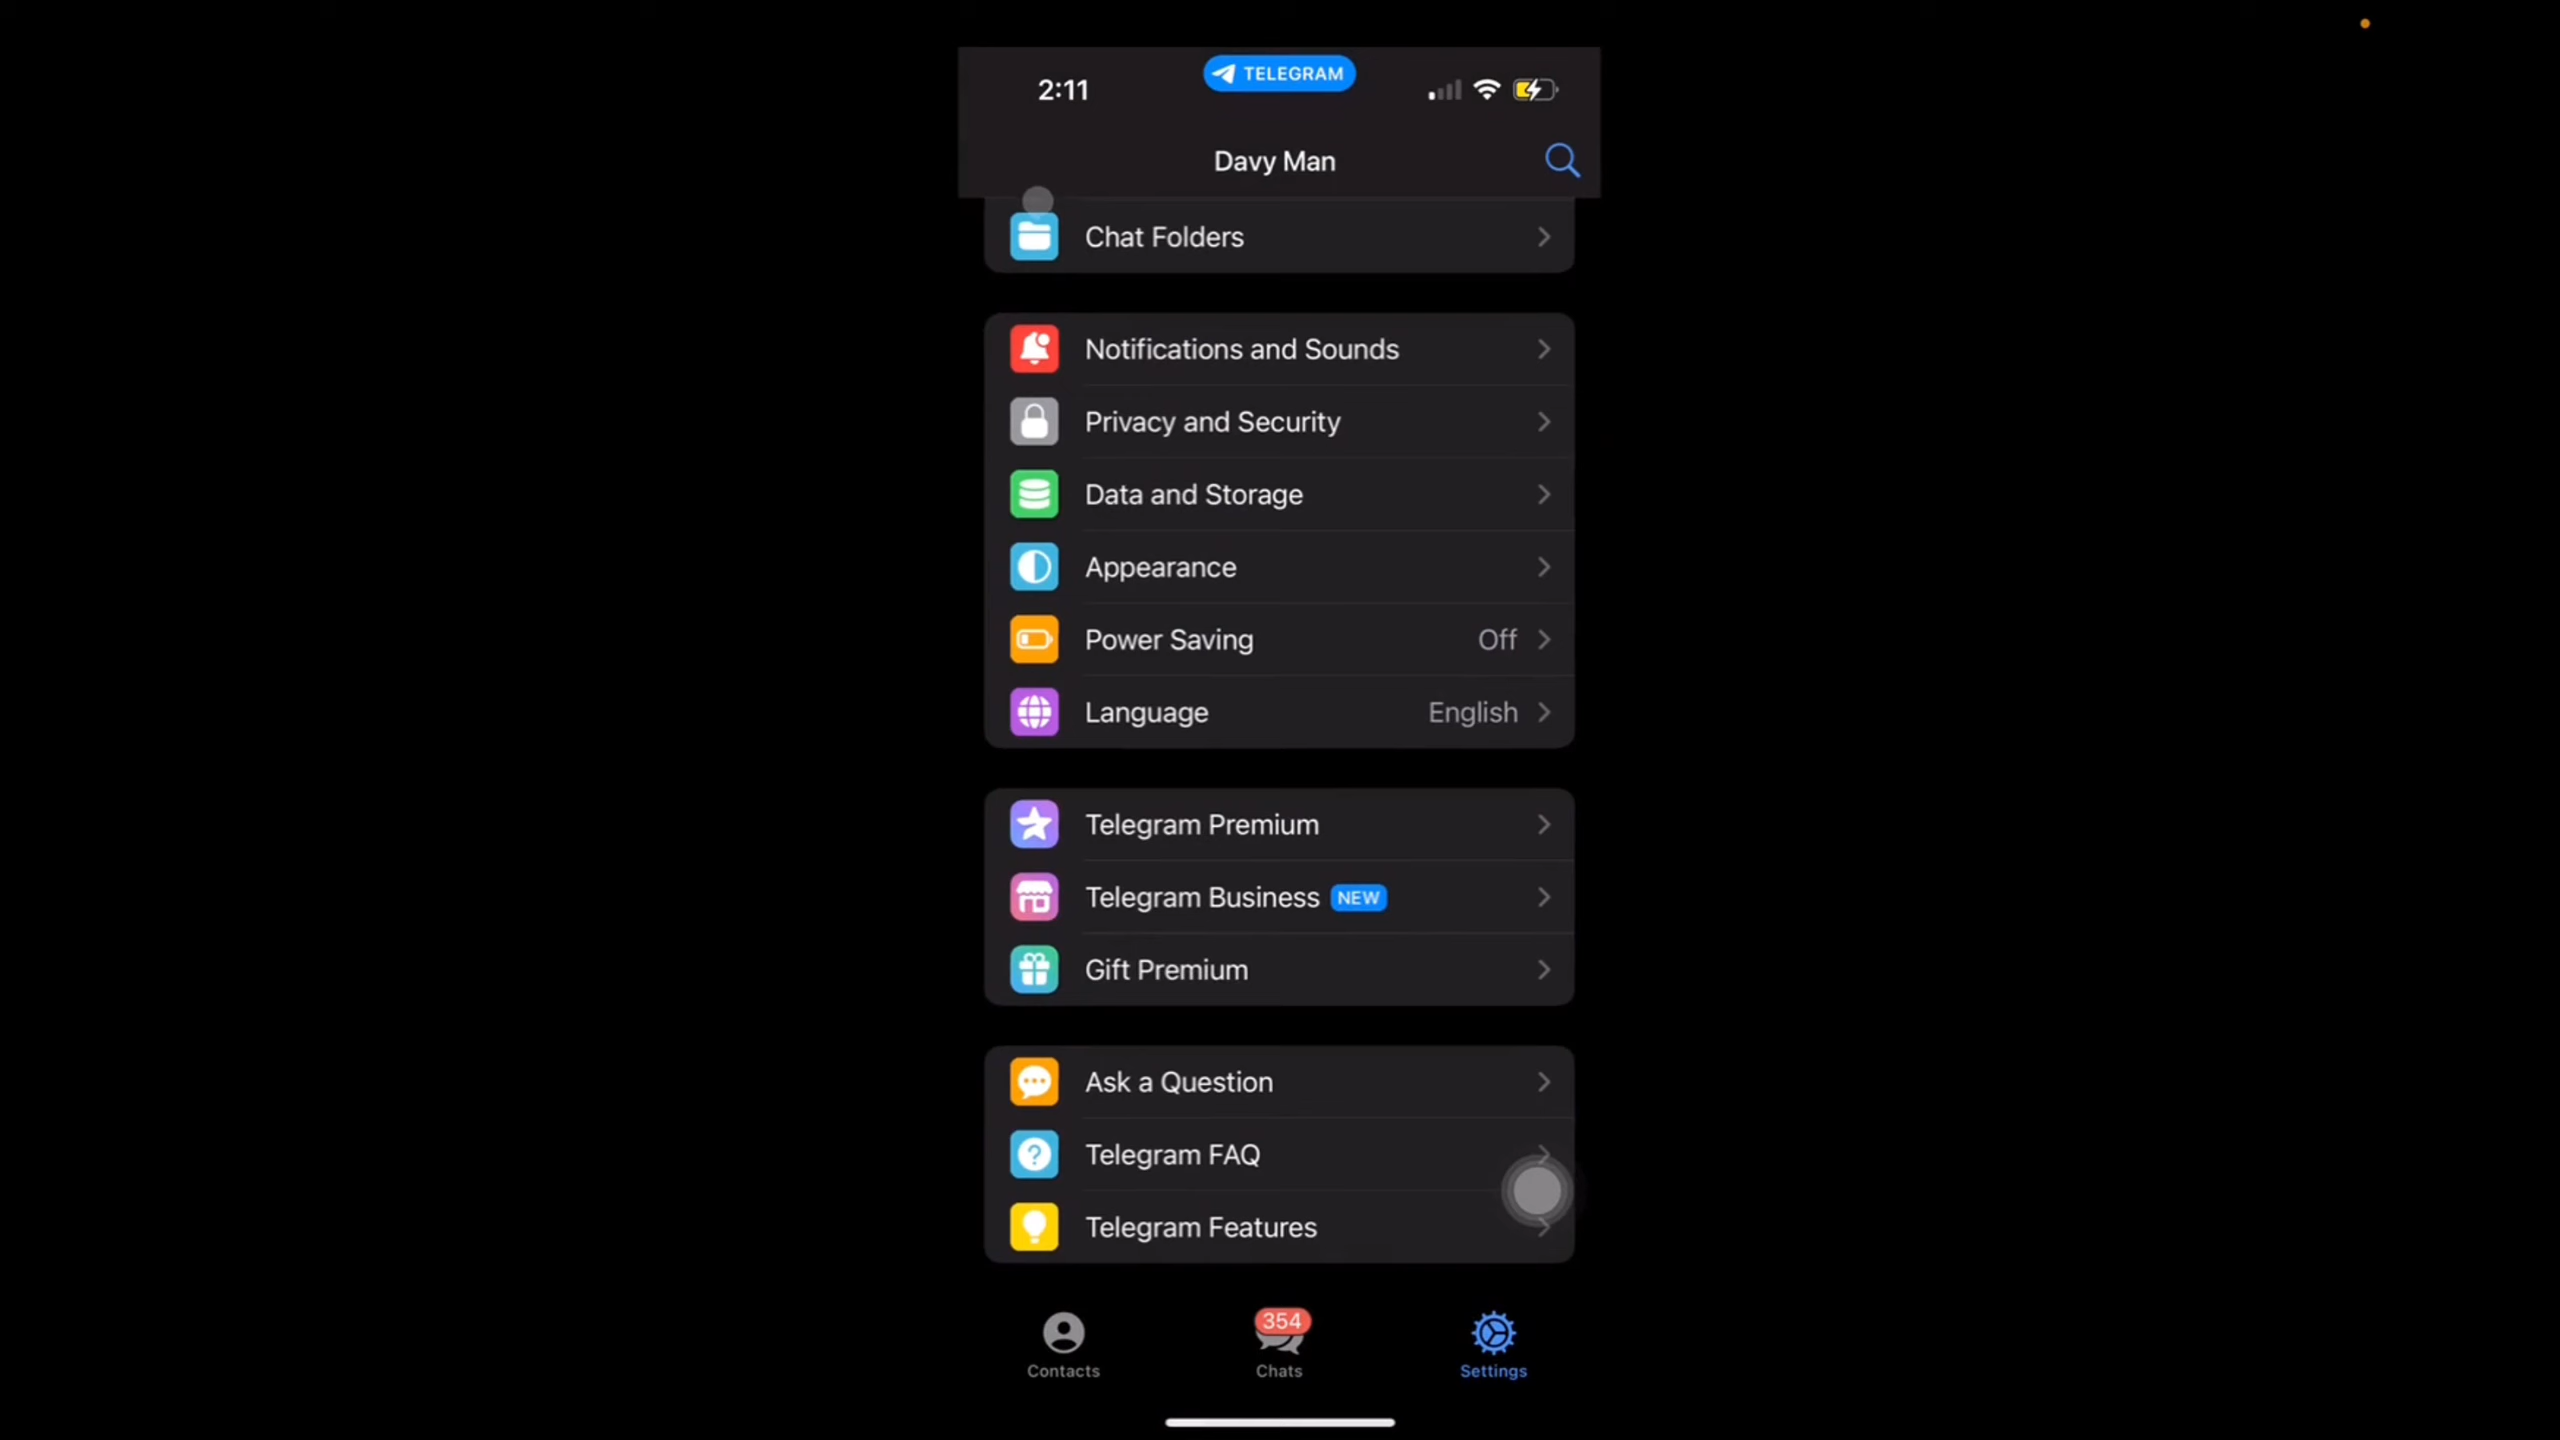 2:11
TELEGRAM
Davy Man
Chat Folders
Notifications and Sounds
Privacy and Security
Data and Storage
Appearance
Power Saving Off
Language English
Telegram Premium
Telegram Business NEW
Gift Premium
Ask a Question
Telegram FAQ
Telegram Features
354
Contacts Chats Settings